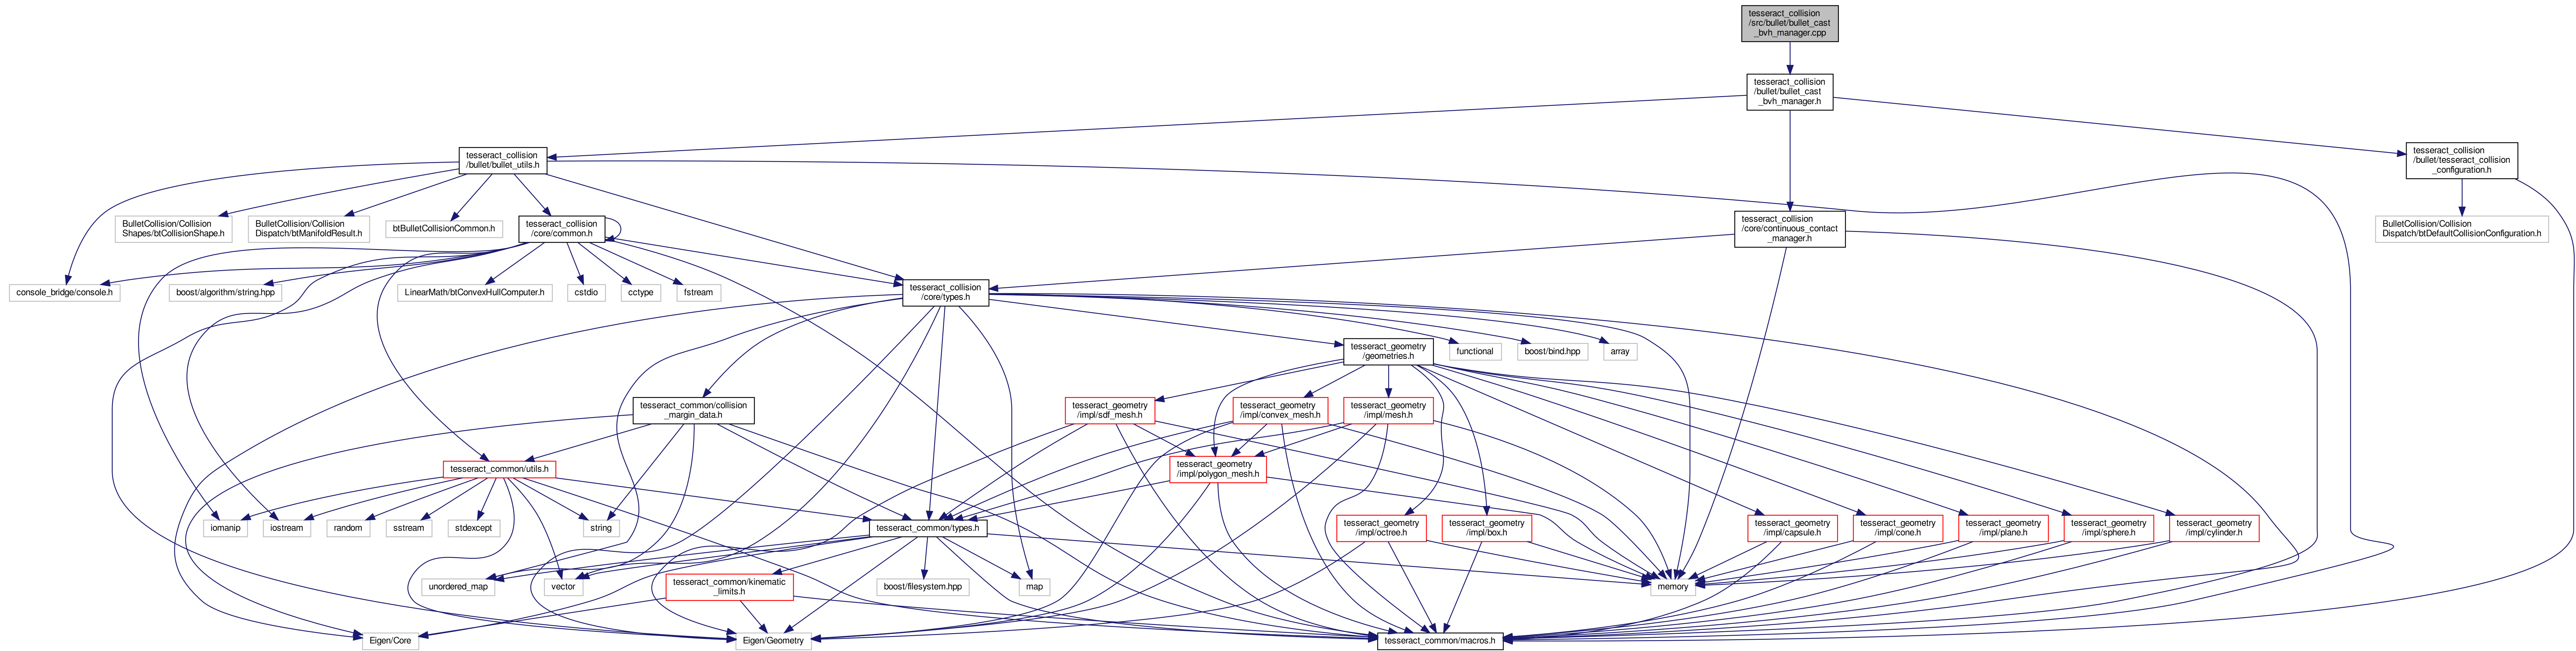 tesseract_collision
/src/bullet/bullet_cast
_bvh_manager.cpp
tesseract_collision
/bullet/bullet_cast
_bvh_manager.h
tesseract_collision
/bullet/bullet_utils.h
tesseract_collision
/bullet/tesseract_collision
_configuration.h
BulletCollision/Collision
Shapes/btCollisionShape.h
BulletCollision/Collision
Dispatch/btManifoldResult.h
btBulletCollisionCommon.h
tesseract_collision
/core/common.h
tesseract_collision
/core/continuous_contact
_manager.h
BulletCollision/Collision
Dispatch/btDefaultCollisionConfiguration.h
console_bridge/console.h
boost/algorithm/string.hpp
LinearMath/btConvexHullComputer.h
cstdio
cctype
fstream
tesseract_collision
/core/types.h
tesseract_geometry
/geometries.h
functional
boost/bind.hpp
array
tesseract_common/collision
_margin_data.h
tesseract_geometry
/impl/sdf_mesh.h
tesseract_geometry
/impl/convex_mesh.h
tesseract_geometry
/impl/mesh.h
tesseract_common/utils.h
tesseract_geometry
/impl/polygon_mesh.h
iomanip
iostream
random
sstream
stdexcept
string
tesseract_common/types.h
tesseract_geometry
/impl/octree.h
tesseract_geometry
/impl/box.h
tesseract_geometry
/impl/capsule.h
tesseract_geometry
/impl/cone.h
tesseract_geometry
/impl/plane.h
tesseract_geometry
/impl/sphere.h
tesseract_geometry
/impl/cylinder.h
unordered_map
vector
tesseract_common/kinematic
_limits.h
boost/filesystem.hpp
map
memory
Eigen/Core
Eigen/Geometry
tesseract_common/macros.h